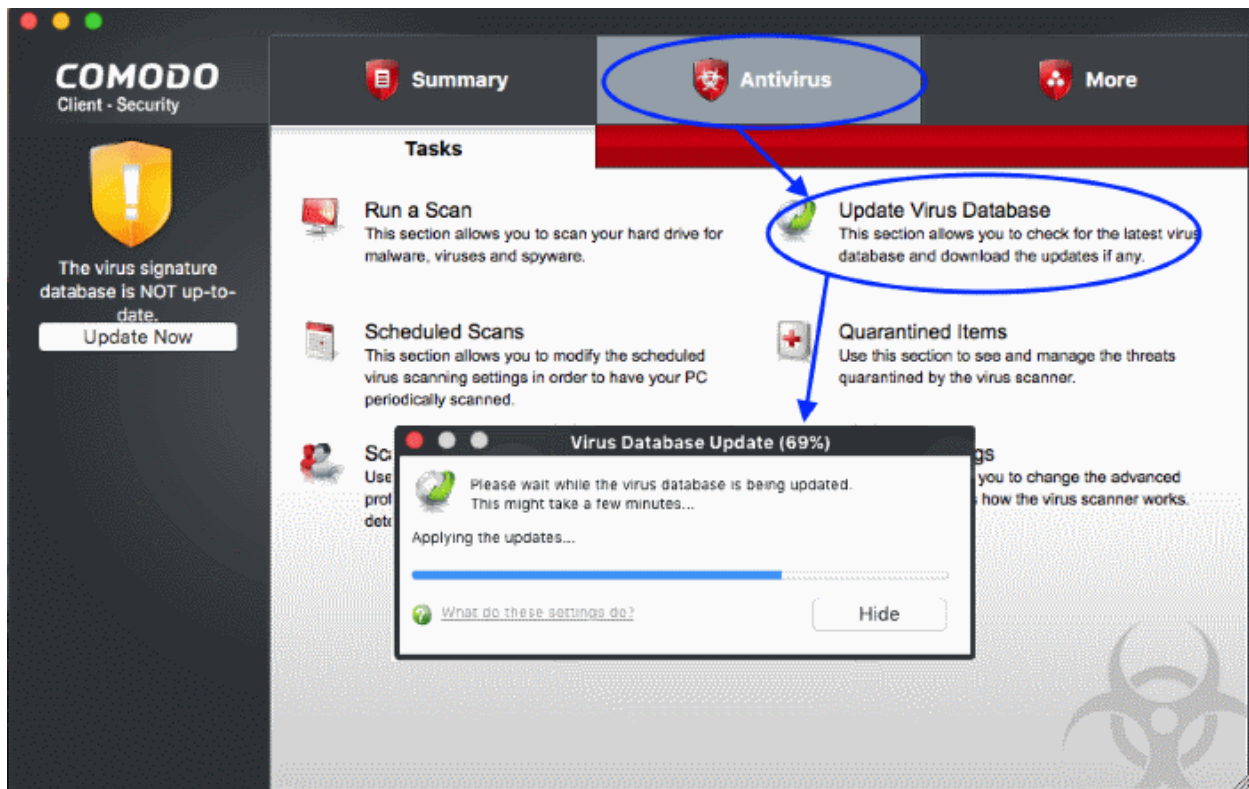 COMODO
Client - Security
Summary
Antivirus
More
The virus signature
database is NOT up-to-
date.
Update Now
Tasks
Run a Scan
This section allows you to scan your hard drive for
malware, viruses and spyware.
Update Virus Database
This section allows you to check for the latest virus
database and download the updates if any.
Scheduled Scans
This section allows you to modify the scheduled
virus scanning settings in order to have your PC
periodically scanned.
Quarantined Items
Use this section to see and manage the threats
quarantined by the virus scanner.
you to change the advanced
how the virus scanner works.
Virus Database Update (69%)
Please wait while the virus database is being updated.
This might take a few minutes...
Applying the updates...
What do these settings do?
Hide